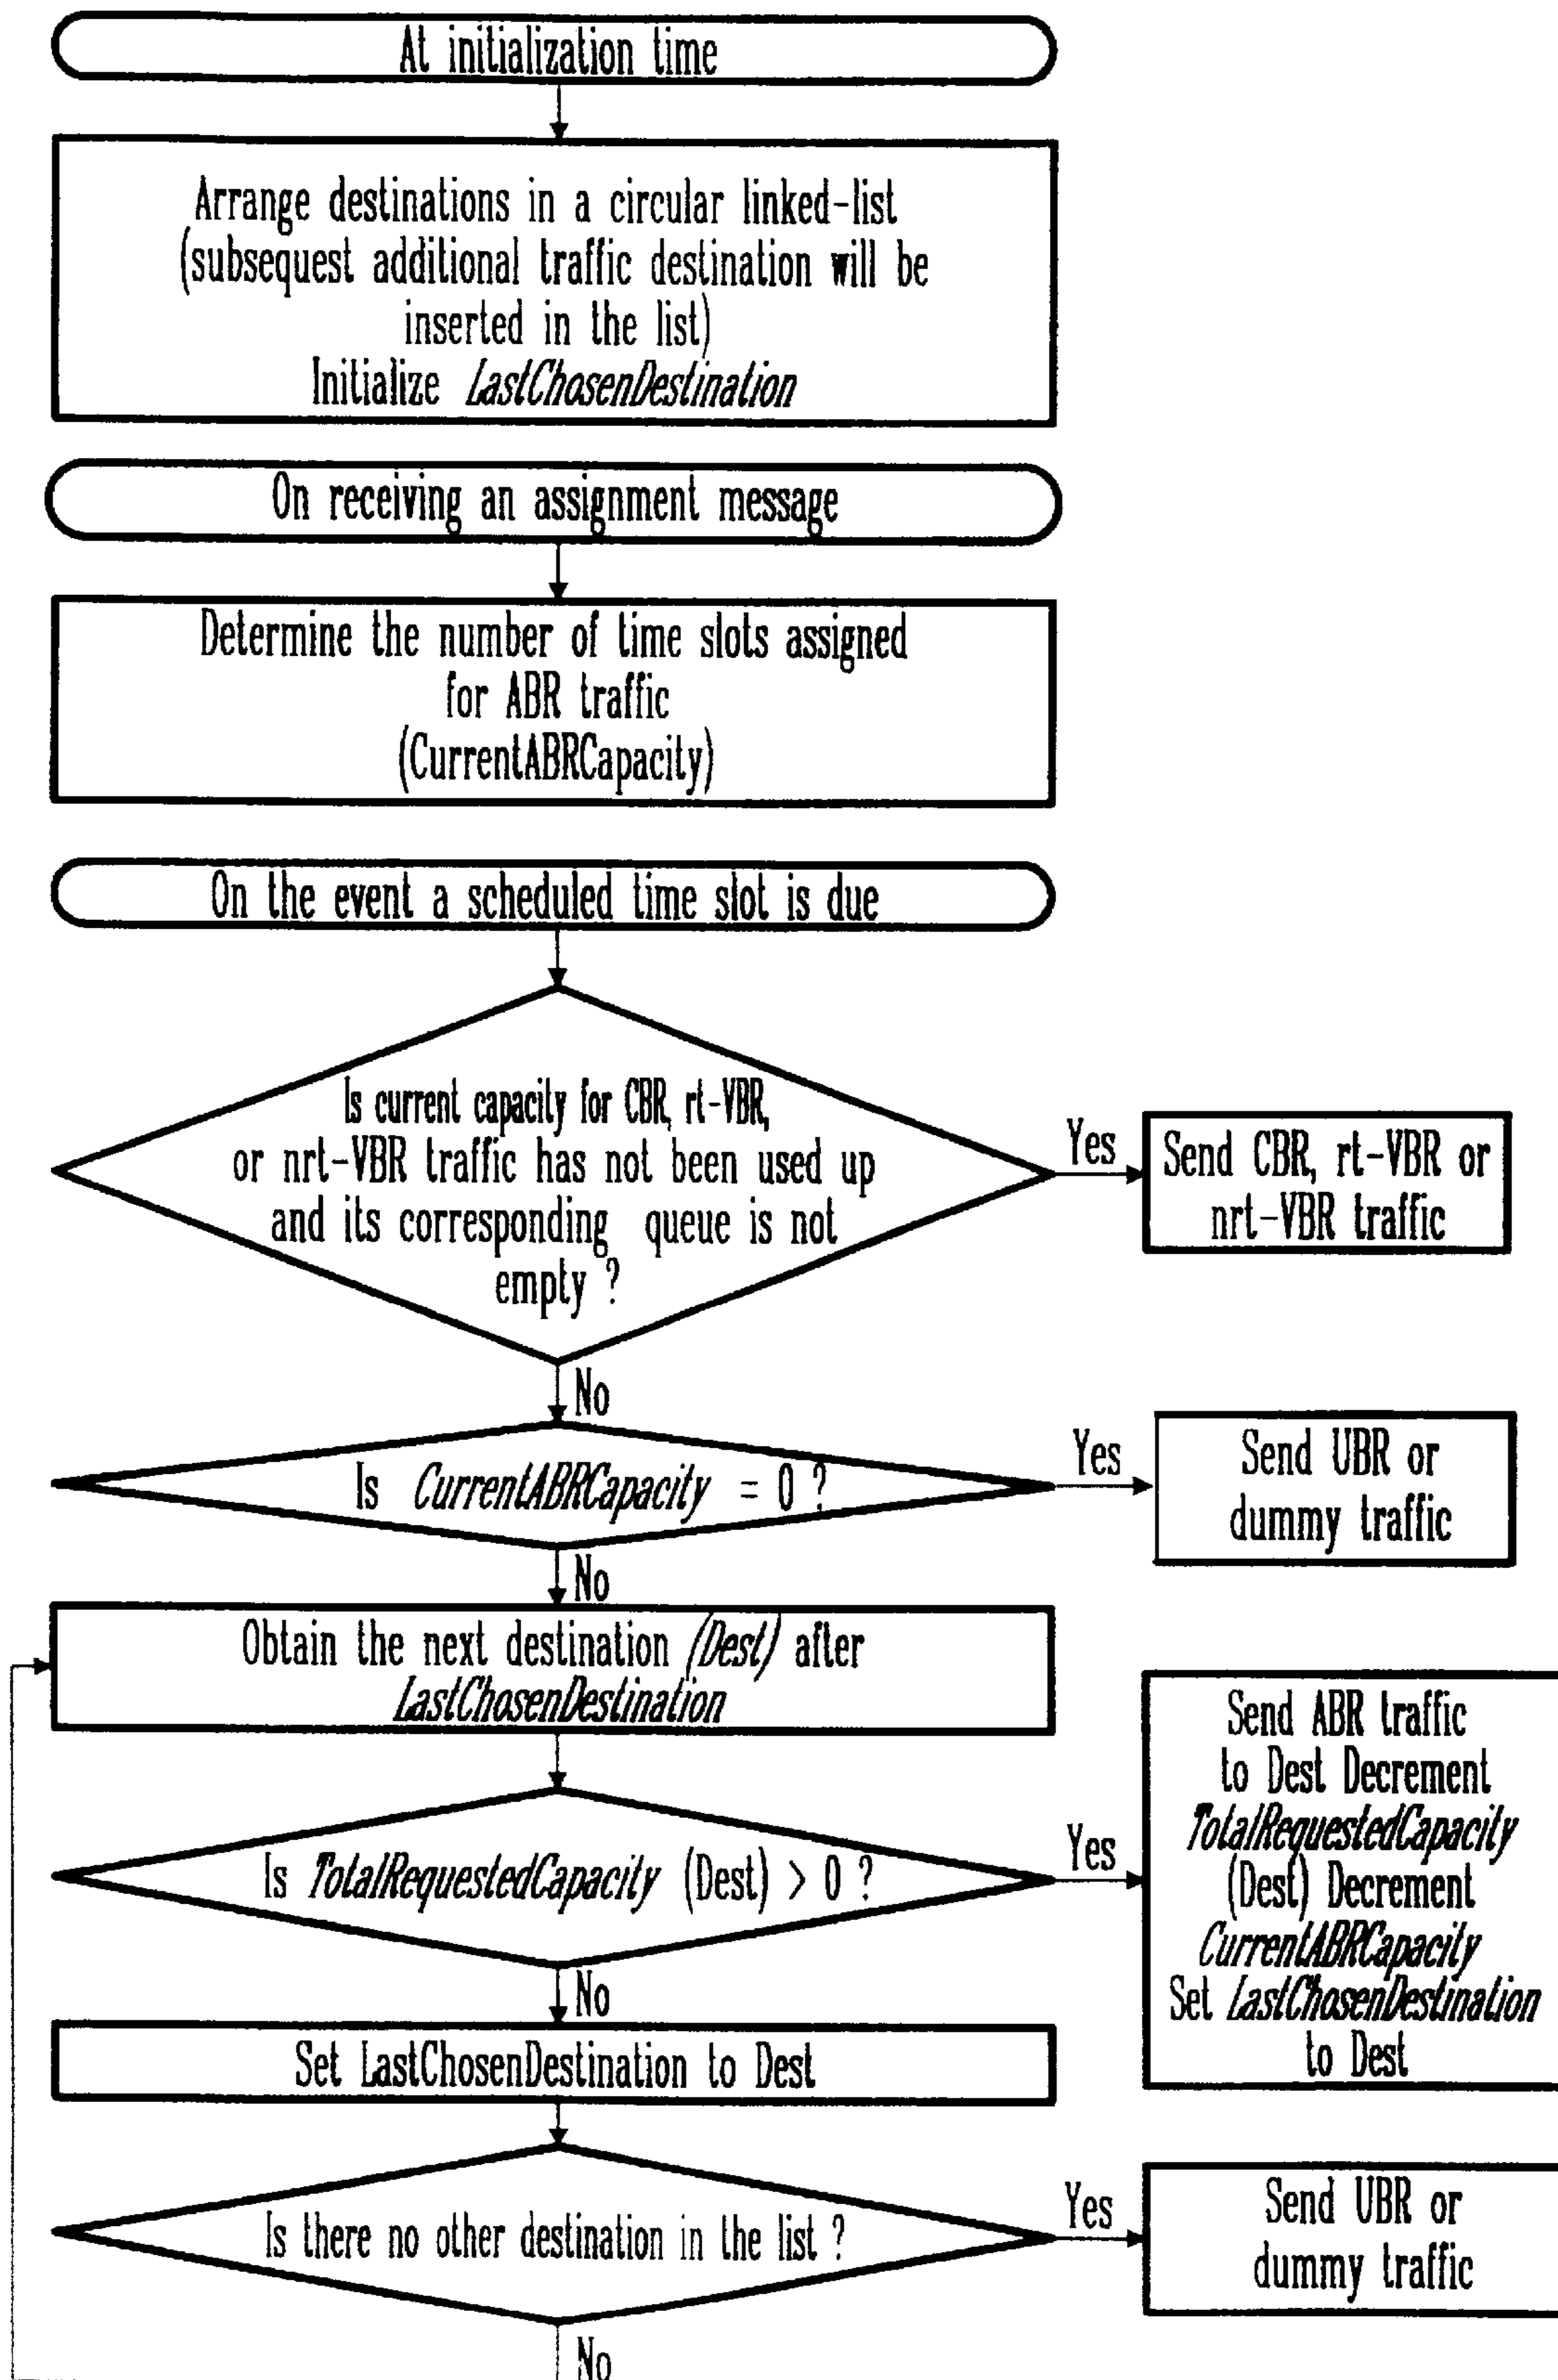 At initialization time
Arrange destinations in a circular linked-list
(subsequest additional traffic destination will be
inserted in the list)
Initialize LastChosenDestination
On receiving an assignment message
Determine the number of time slots assigned
for ABR traffic
(CurrentABRCapacity)
On the event a scheduled time slot is due
Is current capacity for CBR, rt-VBR,
or nrt-VBR traffic has not been used up
and its corresponding queue is not
empty ?
Yes
Send CBR, rt-VBR or
nrt-VBR traffic
No
Is CurrentABRCapacity = 0 ?
Yes
Send UBR or
dummy traffic
No
Obtain the next destination (Dest) after
LastChosenDestination
Is TotalRequestedCapacity (Dest) > 0 ?
Yes
Send ABR traffic
to Dest Decrement
TotalRequestedCapacity
(Dest) Decrement
CurrentABRCapacity
Set LastChosenDestination
to Dest
No
Set LastChosenDestination to Dest
Is there no other destination in the list ?
Yes
Send UBR or
dummy traffic
No